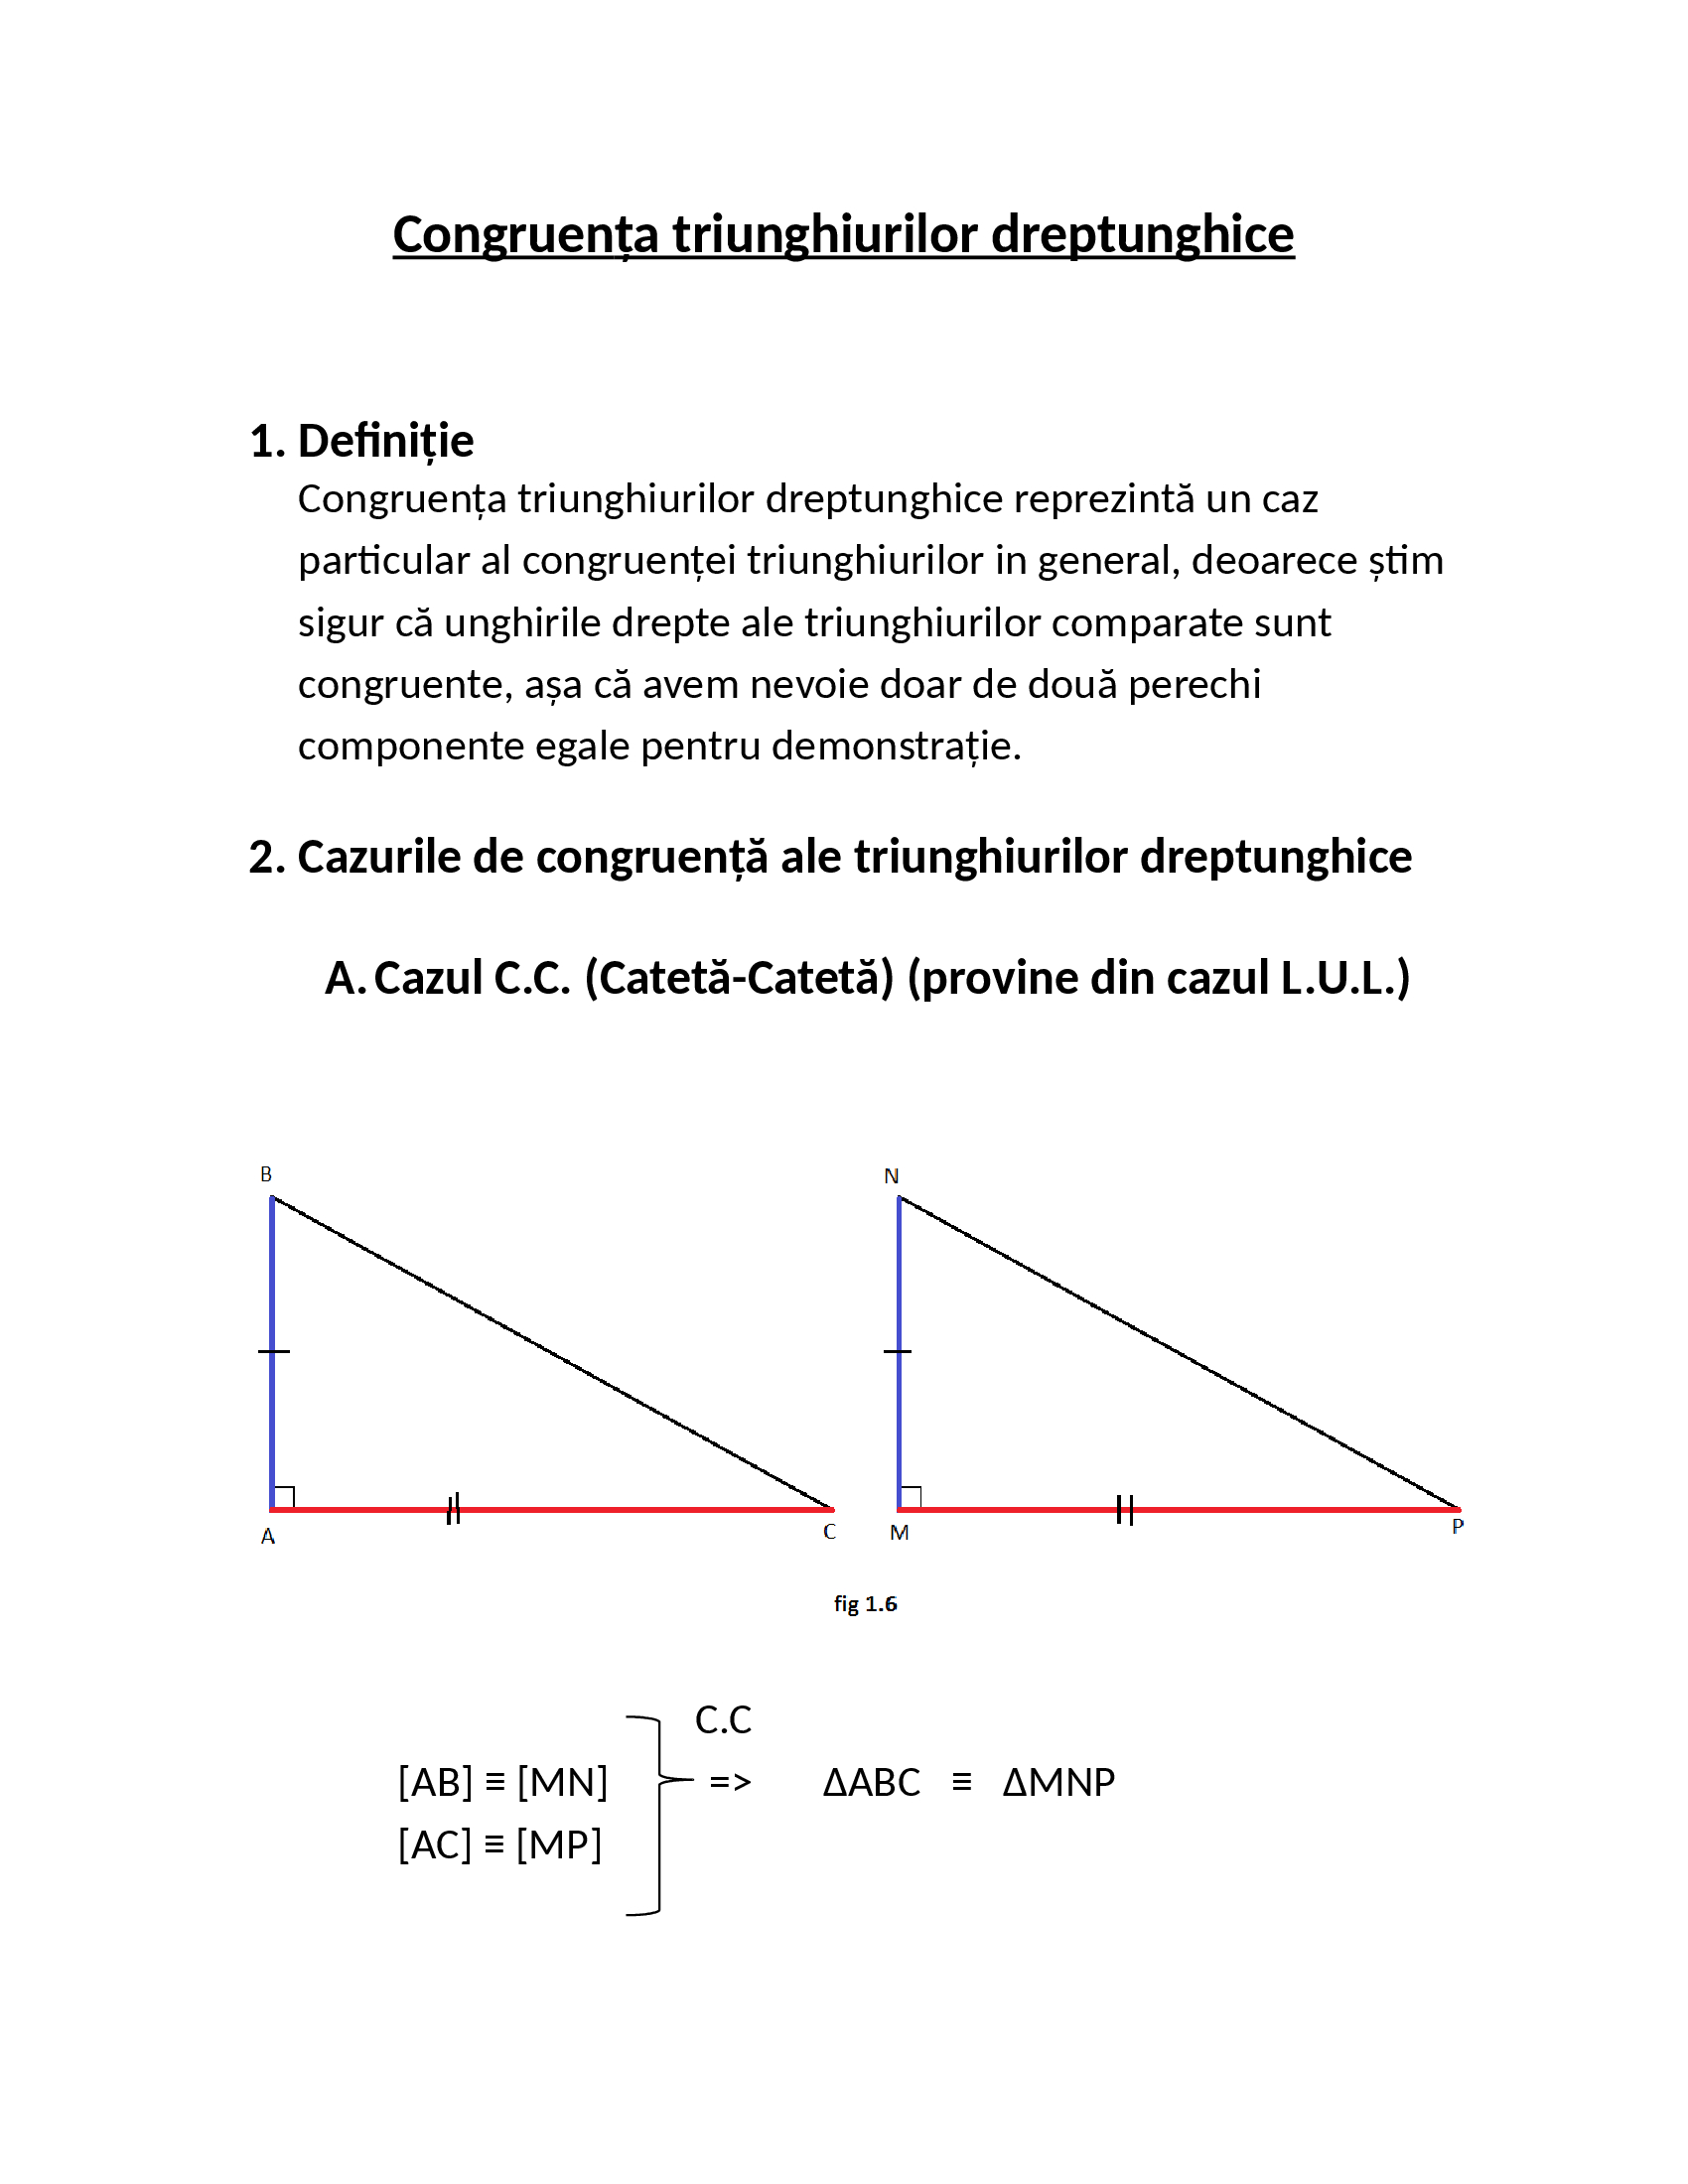 Congruența triunghiurilor dreptunghice
1. Definiție
Congruența triunghiurilor dreptunghice reprezintă un caz
particular al congruenței triunghiurilor in general, deoarece știm
sigur că unghirile drepte ale triunghiurilor comparate sunt
congruente, așa că avem nevoie doar de două perechi
componente egale pentru demonstrație.
2. Cazurile de congruență ale triunghiurilor dreptunghice
A. Cazul C.C. (Catetă-Catetă) (provine din cazul L.U.L.)
B N
A C M P
fig 1.6
C.C
[AB] ≡ [MN] => ΔABC ≡ ΔMNP
[AC] ≡ [MP]